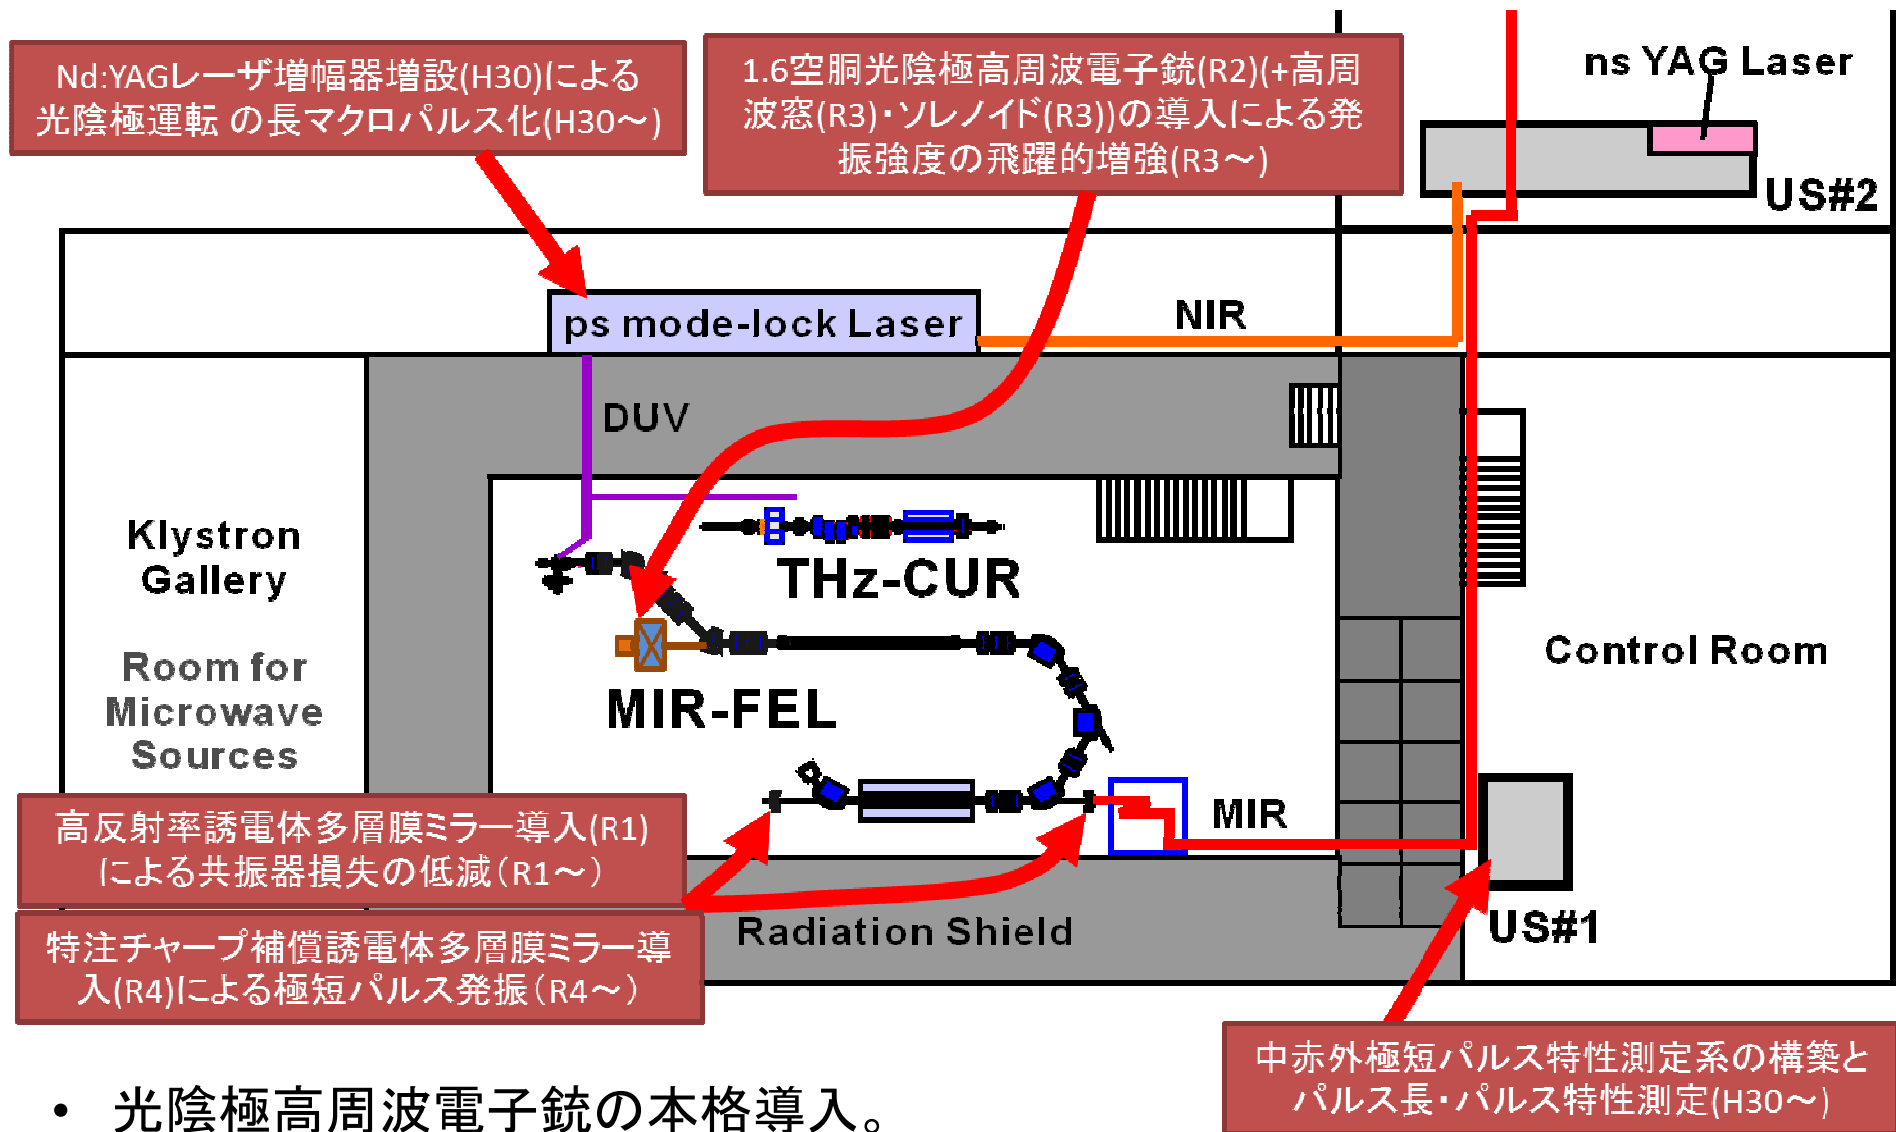 Nd:YAGレーザ増幅器増設(H30)による
光陰極運転 の長マクロパルス化(H30～)
1.6空胴光陰極高周波電子銃(R2)(+高周
波窓(R3)・ソレノイド(R3))の導入による発
振強度の飛躍的増強(R3～)
ns YAG Laser
US#2
ps mode-lock Laser
NIR
DUV
Klystron
Gallery
THz-CUR
Room for
Microwave
Sources
MIR-FEL
Control Room
MIR
高反射率誘電体多層膜ミラー導入(R1)
による共振器損失の低減（R1～）
特注チャープ補償誘電体多層膜ミラー導
入(R4)による極短パルス発振（R4～）
Radiation Shield
US#1
中赤外極短パルス特性測定系の構築と
パルス長・パルス特性測定(H30～)
• 光陰極高周波電子銃の本格導入。